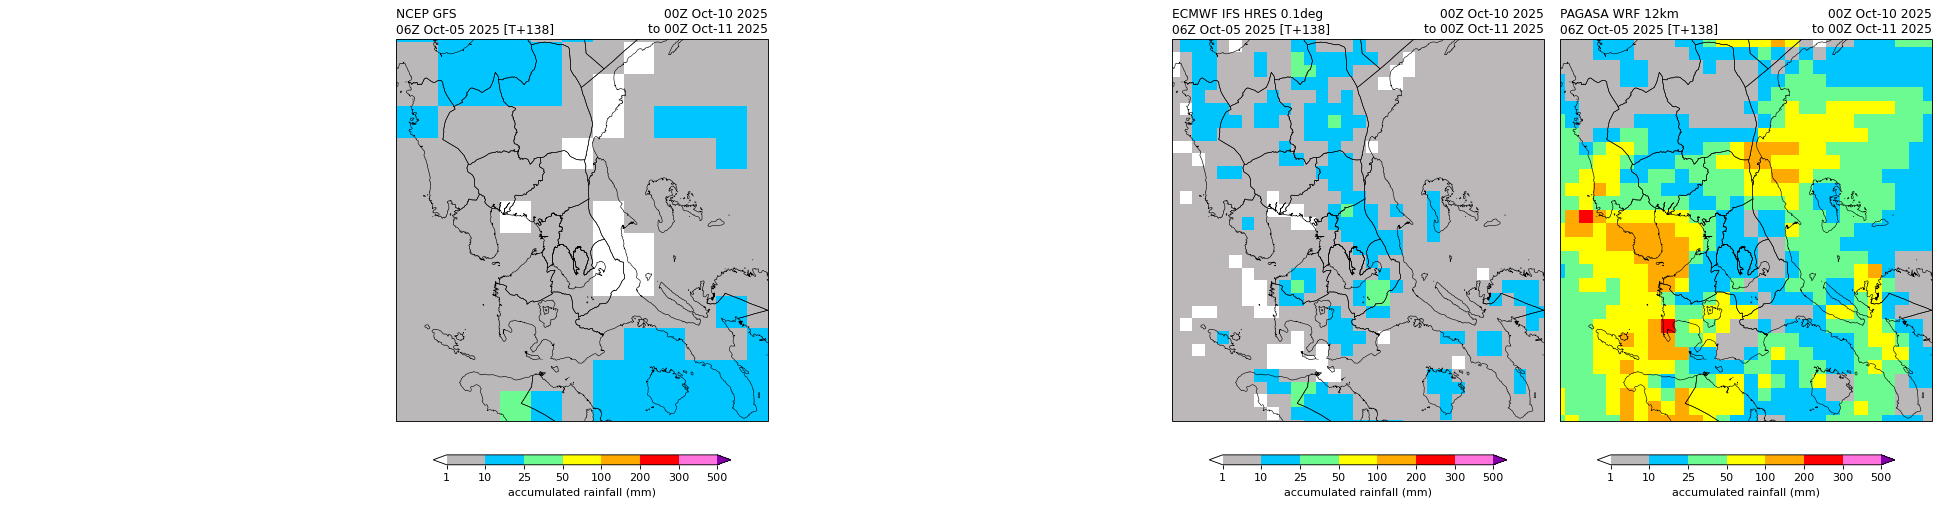 NCEP GFS 00Z Oct-10 2025
06Z Oct-05 2025 [T+138] to 00Z Oct-11 2025
1 10 25 50 100 200 300 500
accumulated rainfall (mm)
ECMWF IFS HRES 0.1deg 00Z Oct-10 2025
06Z Oct-05 2025 [T+138] to 00Z Oct-11 2025
1 10 25 50 100 200 300 500
accumulated rainfall (mm)
PAGASA WRF 12km 00Z Oct-10 2025
06Z Oct-05 2025 [T+138] to 00Z Oct-11 2025
1 10 25 50 100 200 300 500
accumulated rainfall (mm)